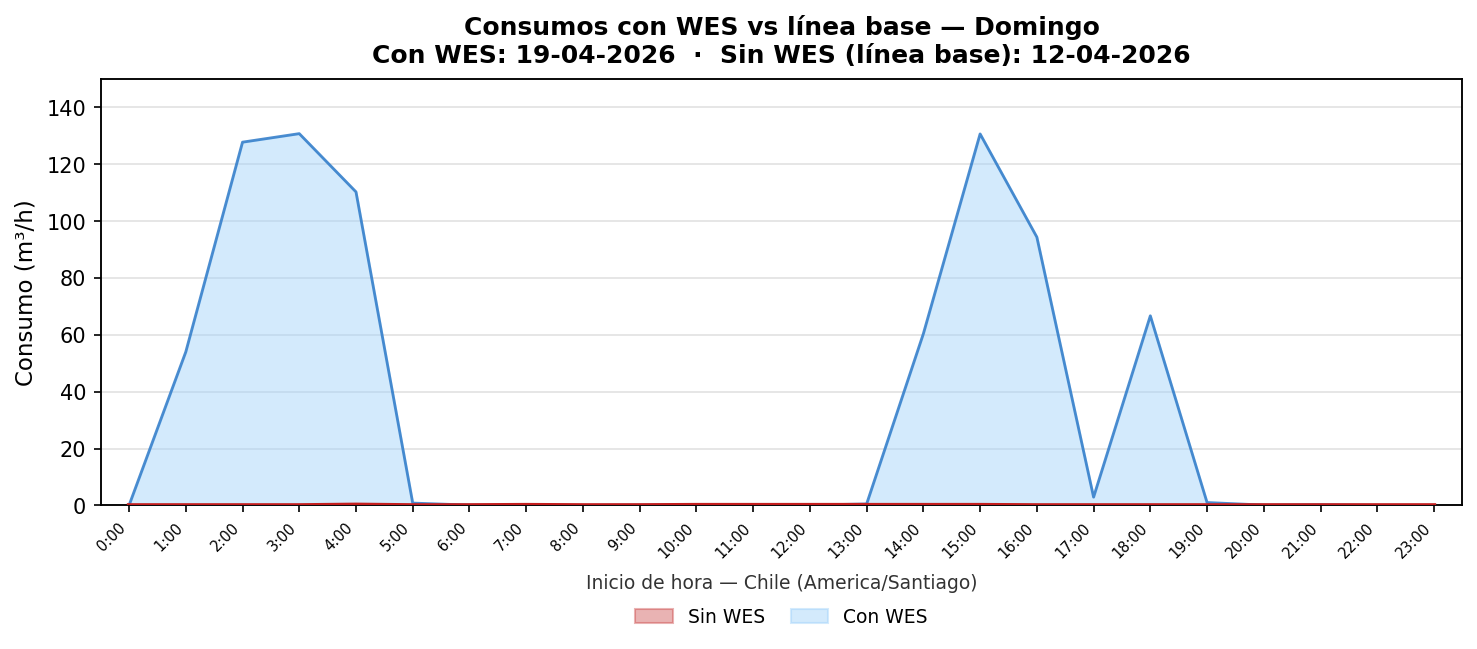 Consumos con WES vs línea base — Domingo
Con WES: 19-04-2026 · Sin WES (línea base): 12-04-2026
Consumo (m³/h)
140
120
100
80
60
40
20
0
0:00 1:00 2:00 3:00 4:00 5:00 6:00 7:00 8:00 9:00 10:00 11:00 12:00 13:00 14:00 15:00 16:00 17:00 18:00 19:00 20:00 21:00 22:00 23:00
Inicio de hora — Chile (America/Santiago)
Sin WES Con WES